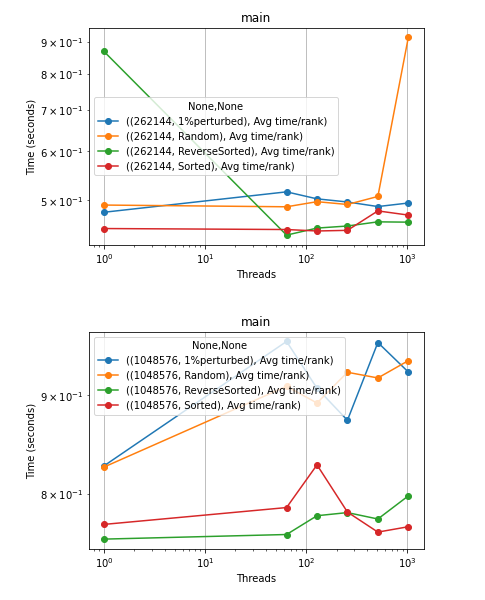 main
9 × 10⁻¹
8 × 10⁻¹
7 × 10⁻¹
6 × 10⁻¹
5 × 10⁻¹
Time (seconds)
None,None
((262144, 1%perturbed), Avg time/rank)
((262144, Random), Avg time/rank)
((262144, ReverseSorted), Avg time/rank)
((262144, Sorted), Avg time/rank)
10⁰ 10¹ 10² 10³
Threads
main
9 × 10⁻¹
8 × 10⁻¹
Time (seconds)
None,None
((1048576, 1%perturbed), Avg time/rank)
((1048576, Random), Avg time/rank)
((1048576, ReverseSorted), Avg time/rank)
((1048576, Sorted), Avg time/rank)
10⁰ 10¹ 10² 10³
Threads